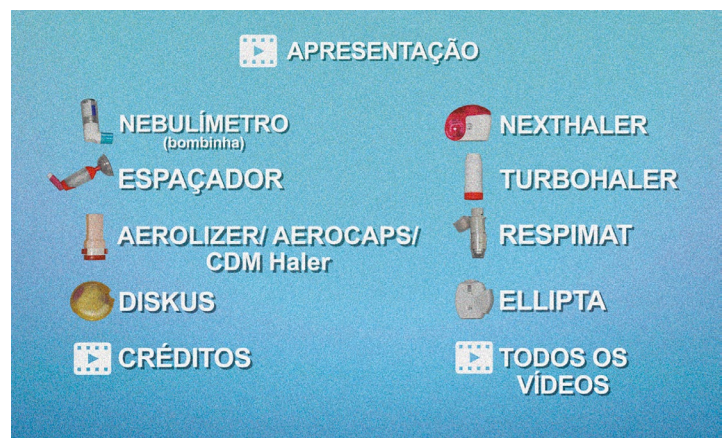 APRESENTAÇÃO
NEBULÍMETRO
(bombinha)
ESPAÇADOR
AEROLIZER/ AEROCAPS/
CDM Haler
DISKUS
CRÉDITOS
NEXTHALER
TURBOHALER
RESPIMAT
ELLIPTA
TODOS OS
VÍDEOS